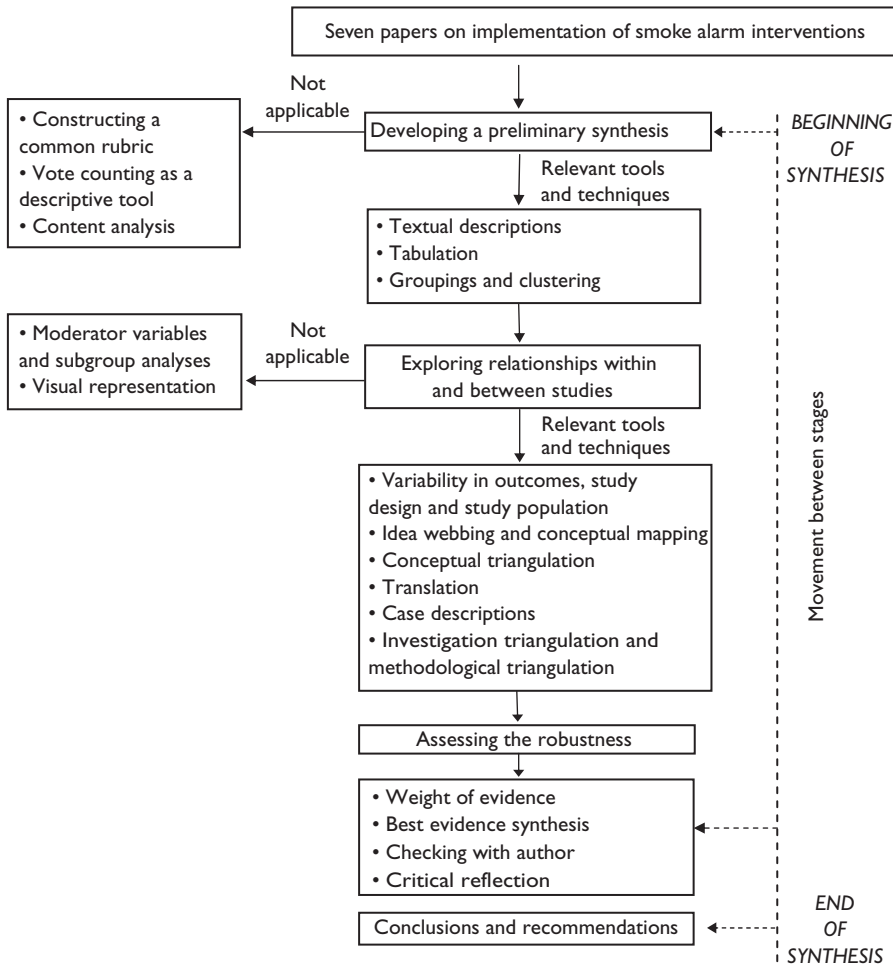 Seven papers on implementation of smoke alarm interventions
Not
applicable
• Constructing a
common rubric
• Vote counting as a
descriptive tool
• Content analysis
Developing a preliminary synthesis
BEGINNING
OF
SYNTHESIS
Relevant tools
and techniques
• Textual descriptions
• Tabulation
• Groupings and clustering
Not
applicable
• Moderator variables
and subgroup analyses
• Visual representation
Exploring relationships within
and between studies
Relevant tools
and techniques
Movement between stages
• Variability in outcomes, study
design and study population
• Idea webbing and conceptual mapping
• Conceptual triangulation
• Translation
• Case descriptions
• Investigation triangulation and
methodological triangulation
Assessing the robustness
• Weight of evidence
• Best evidence synthesis
• Checking with author
• Critical reflection
Conclusions and recommendations
END
OF
SYNTHESIS